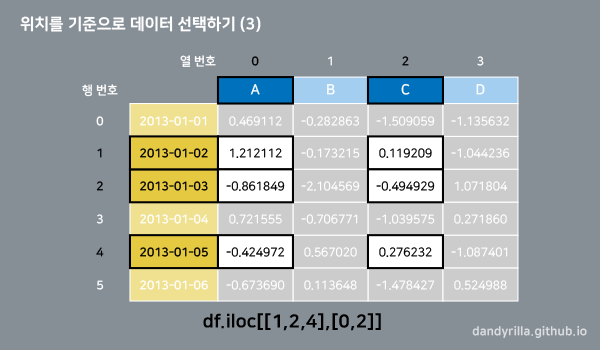 위치를 기준으로 데이터 선택하기 (3)
열 번호 0 1 2 3
행 번호 A B C D
0 2013-01-01 0.469112 -0.282863 -1.509059 -1.135632
1 2013-01-02 1.212112 -0.173215 0.119209 -1.044236
2 2013-01-03 -0.861849 -2.104569 -0.494929 1.071804
3 2013-01-04 0.721555 -0.706771 -1.039575 0.271860
4 2013-01-05 -0.424972 0.567020 0.276232 -1.087401
5 2013-01-06 -0.673690 0.113648 -1.478427 0.524988
df.iloc[[1,2,4],[0,2]]
dandyrilla.github.io